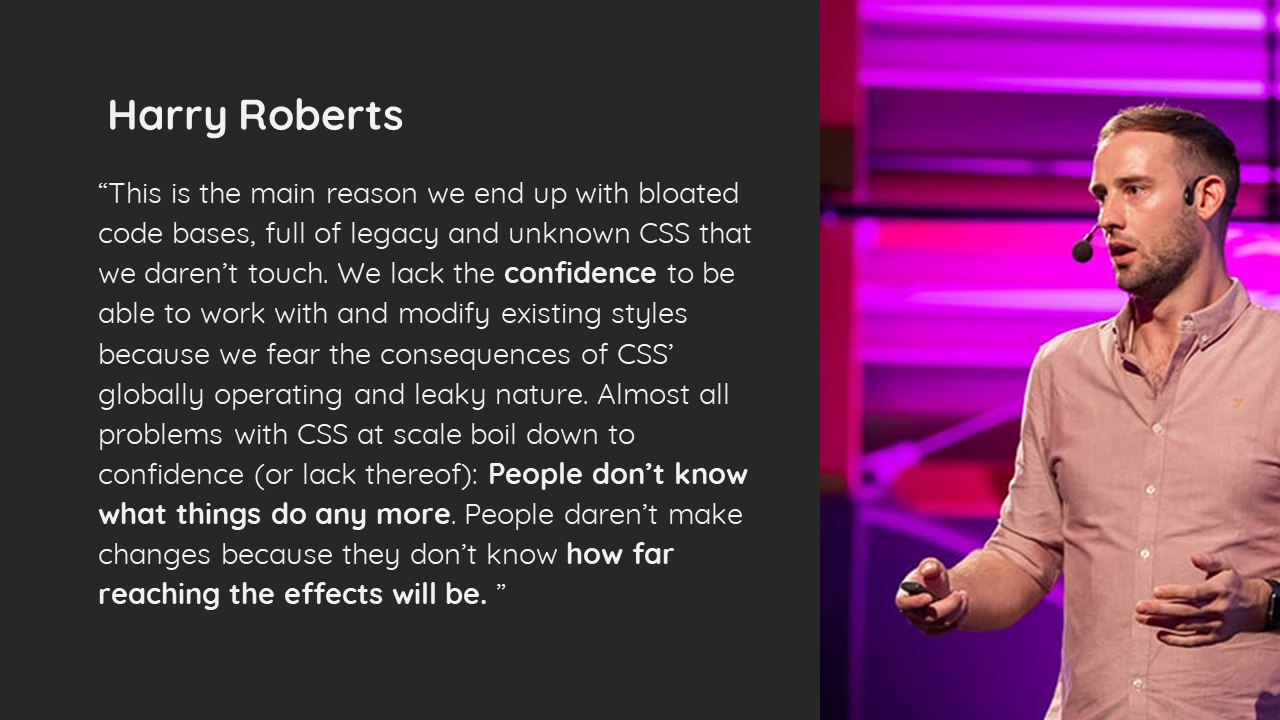 Harry Roberts
“This is the main reason we end up with bloated
code bases, full of legacy and unknown CSS that
we daren’t touch. We lack the confidence to be
able to work with and modify existing styles
because we fear the consequences of CSS’
globally operating and leaky nature. Almost all
problems with CSS at scale boil down to
confidence (or lack thereof): People don’t know
what things do any more. People daren’t make
changes because they don’t know how far
reaching the effects will be. ”